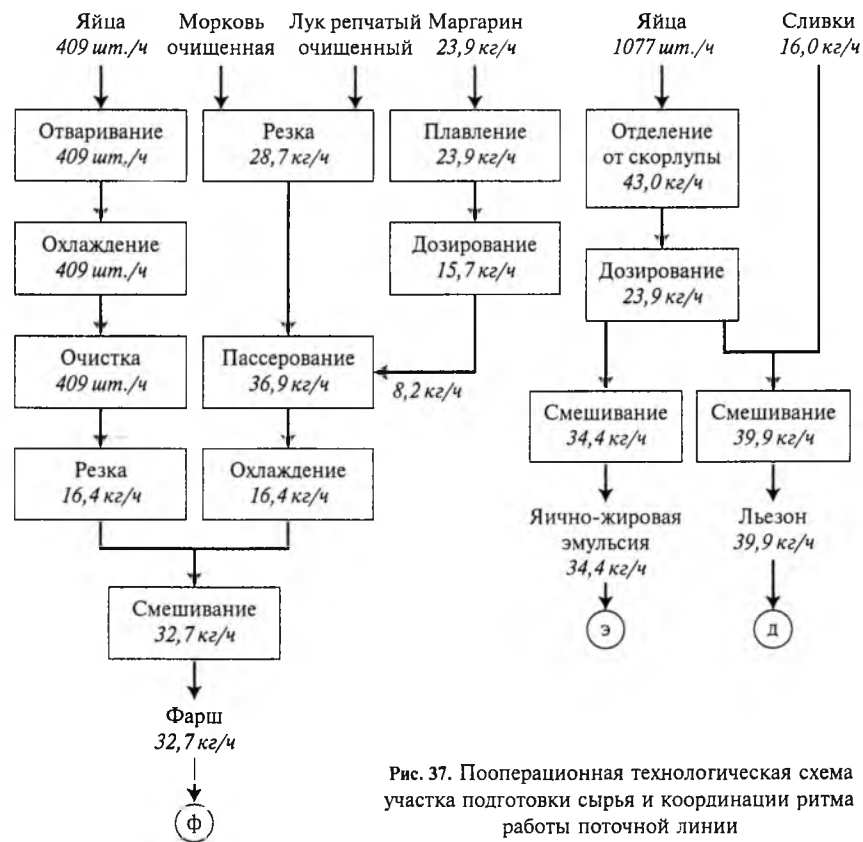 Яйца
409 шт./ч
Морковь
очищенная
Лук репчатый
очищенный
Маргарин
23,9 кг/ч
Яйца
1077 шт./ч
Сливки
16,0 кг/ч
Отваривание
409 шт./ч
Резка
28,7 кг/ч
Плавление
23,9 кг/ч
Отделение
от скорлупы
43,0 кг/ч
Охлаждение
409 шт./ч
Дозирование
15,7 кг/ч
Дозирование
23,9 кг/ч
Очистка
409 шт./ч
Пассерование
36,9 кг/ч
8,2 кг/ч
Смешивание
34,4 кг/ч
Смешивание
39,9 кг/ч
Резка
16,4 кг/ч
Охлаждение
16,4 кг/ч
Яично-жировая
эмульсия
34,4 кг/ч
Льезон
39,9 кг/ч
э
д
Смешивание
32,7 кг/ч
Фарш
32,7 кг/ч
ф
Рис. 37. Пооперационная технологическая схема
участка подготовки сырья и координации ритма
работы поточной линии